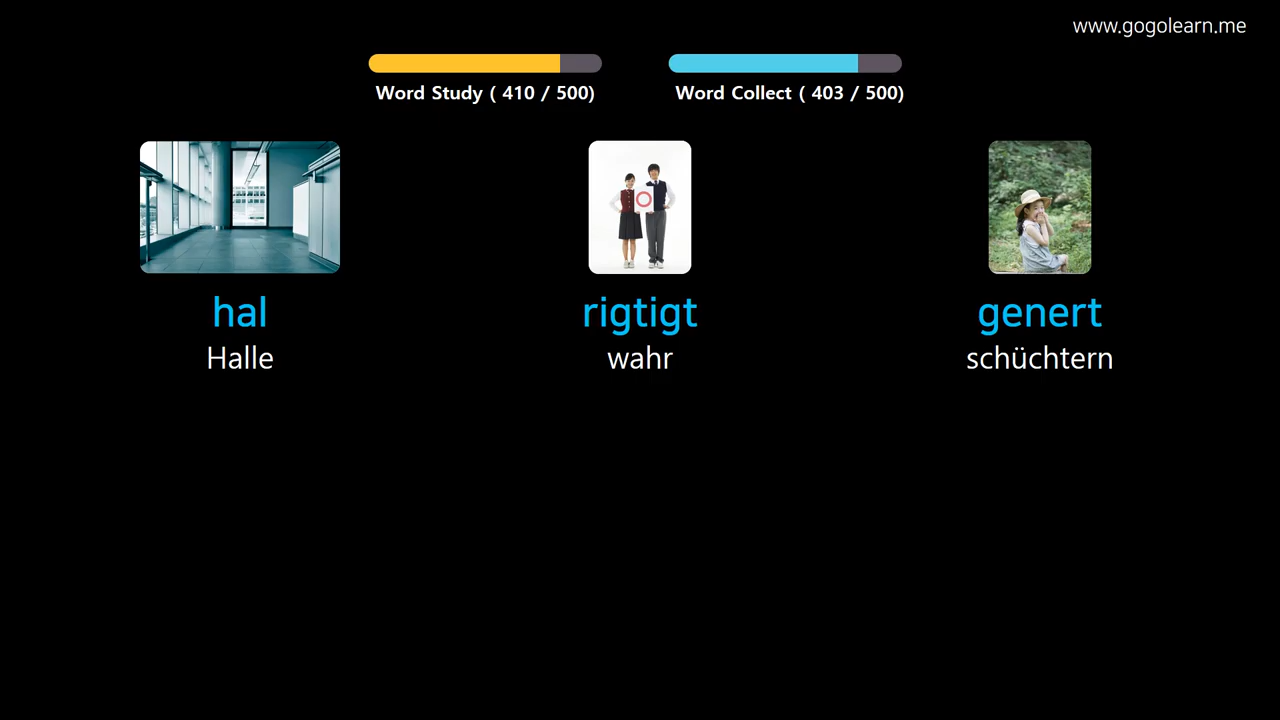 www.gogolearn.me
Word Study ( 410 / 500)
Word Collect ( 403 / 500)
hal
rigtigt
genert
Halle
wahr
schüchtern